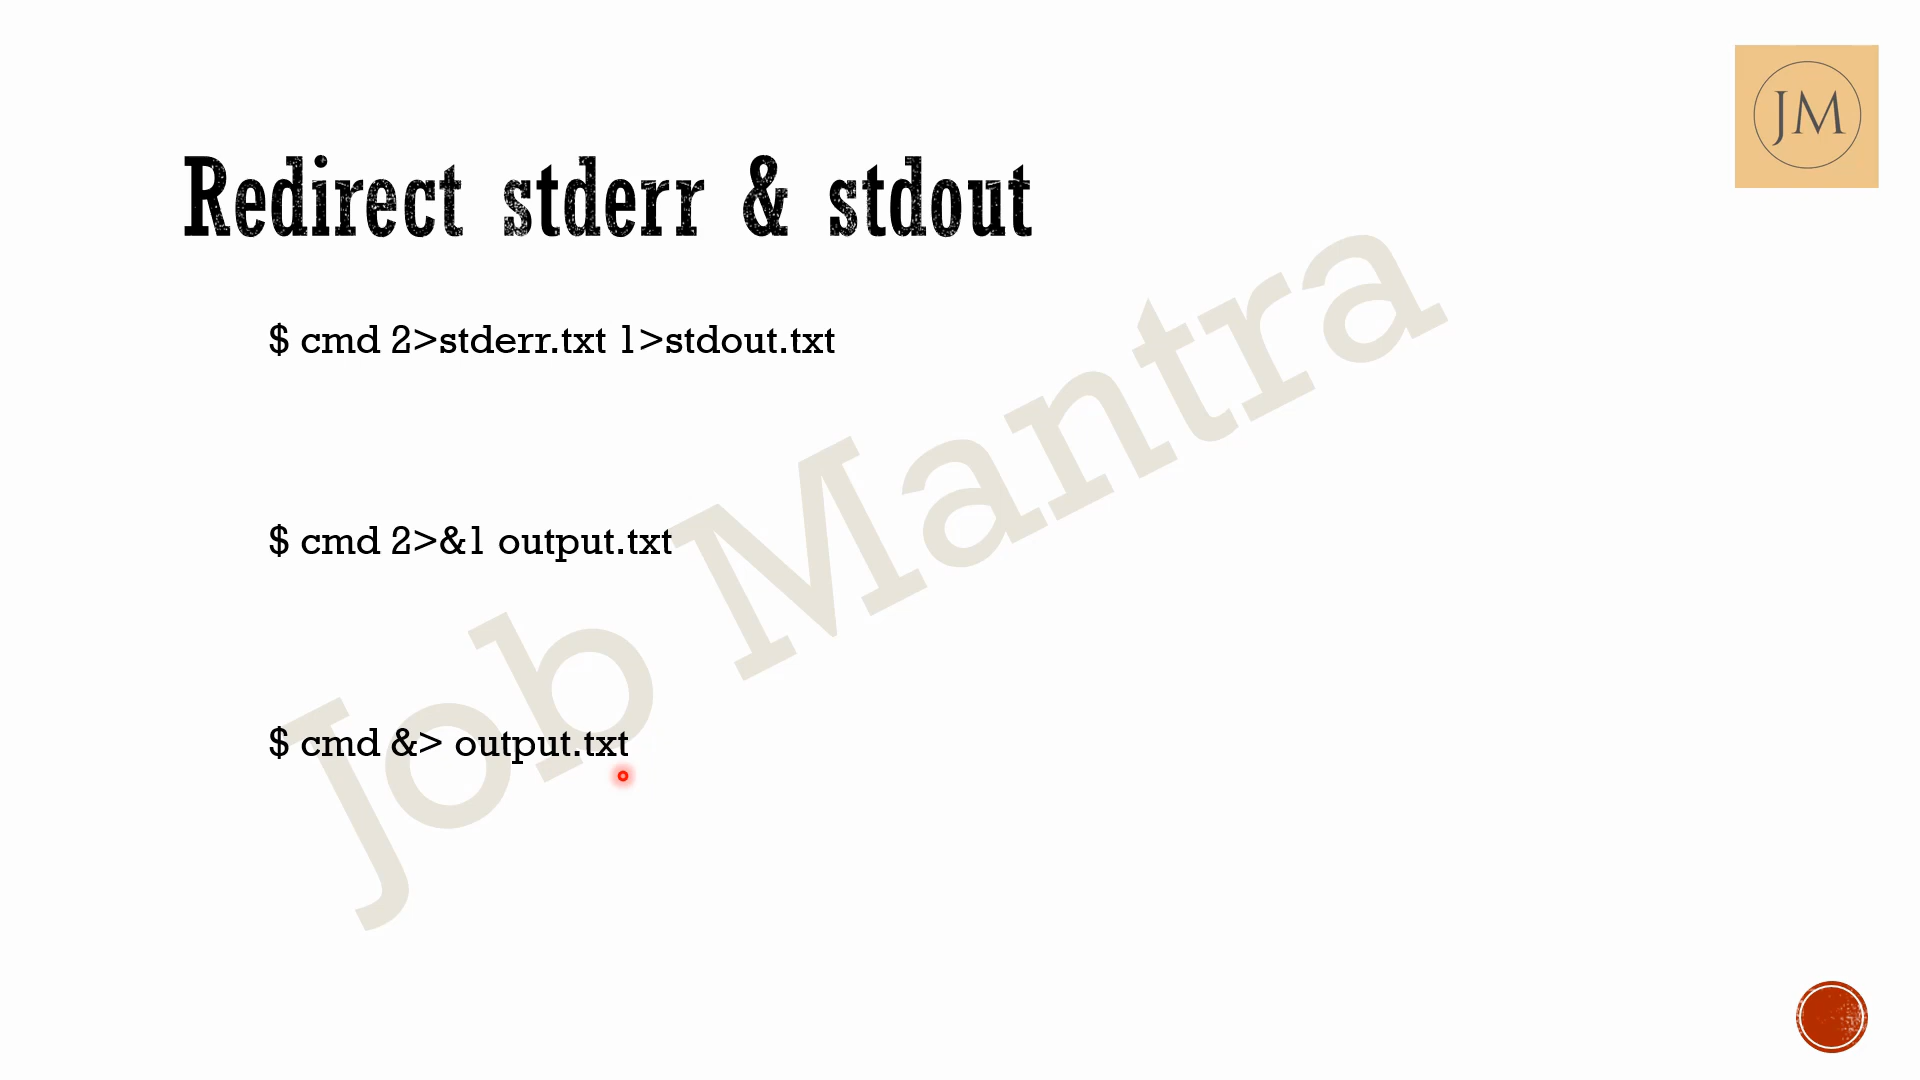 JM
Redirect stderr & stdout
$ cmd 2>stderr.txt 1>stdout.txt
$ cmd 2>&1 output.txt
$ cmd &> output.txt
Job Mantra